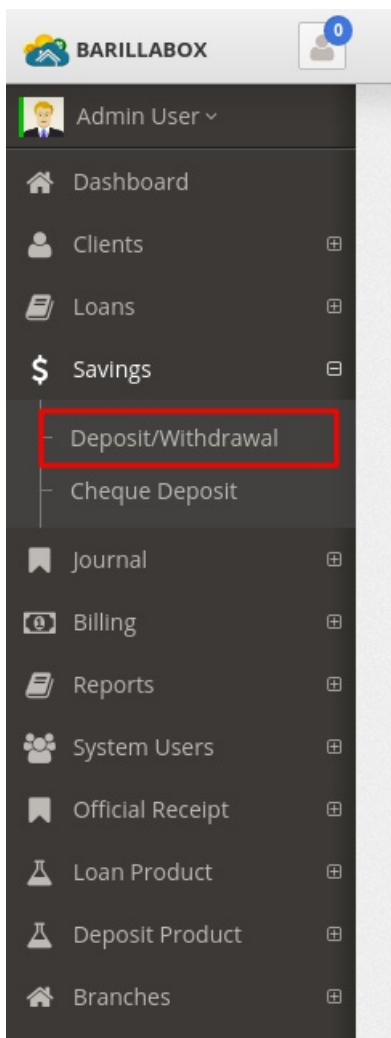 BARILLABOX
0
Admin User
Dashboard
Clients
Loans
Savings
Deposit/Withdrawal
Cheque Deposit
Journal
Billing
Reports
System Users
Official Receipt
Loan Product
Deposit Product
Branches